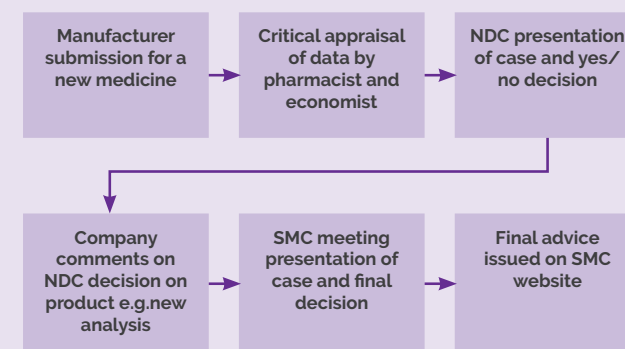 Manufacturer
submission for a
new medicine
Critical appraisal
of data by
pharmacist and
economist
NDC presentation
of case and yes/
no decision
Company
comments on
NDC decision on
product e.g.new
analysis
SMC meeting
presentation of
case and final
decision
Final advice
issued on SMC
website